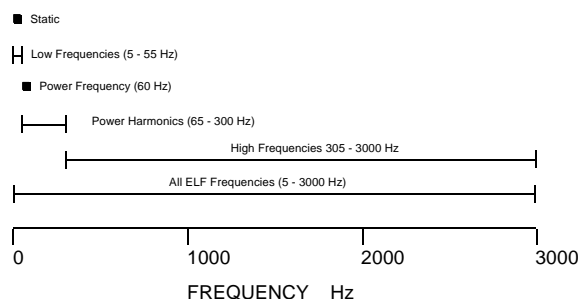 Static
Low Frequencies (5 - 55 Hz)
Power Frequency (60 Hz)
Power Harmonics (65 - 300 Hz)
High Frequencies 305 - 3000 Hz
All ELF Frequencies (5 - 3000 Hz)
0 1000 2000 3000
FREQUENCY Hz